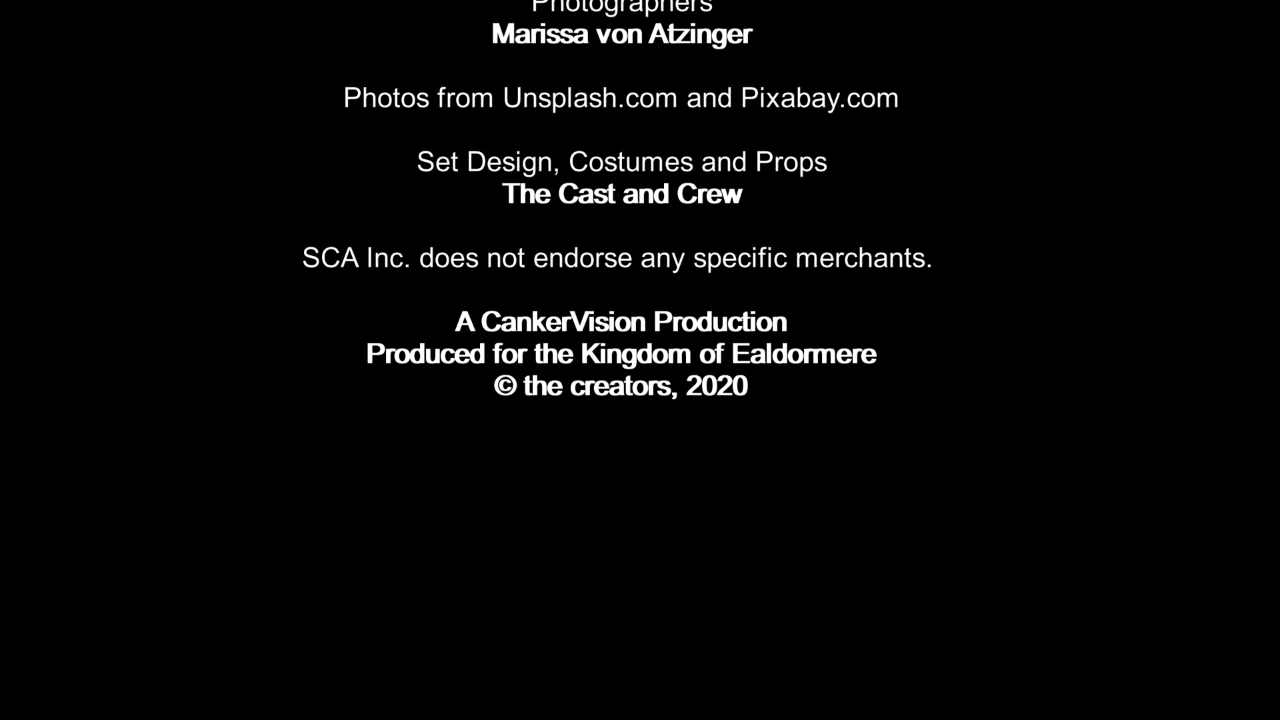 Photographers
Marissa von Atzinger
Photos from Unsplash.com and Pixabay.com
Set Design, Costumes and Props
The Cast and Crew
SCA Inc. does not endorse any specific merchants.
A CankerVision Production
Produced for the Kingdom of Ealdormere
© the creators, 2020